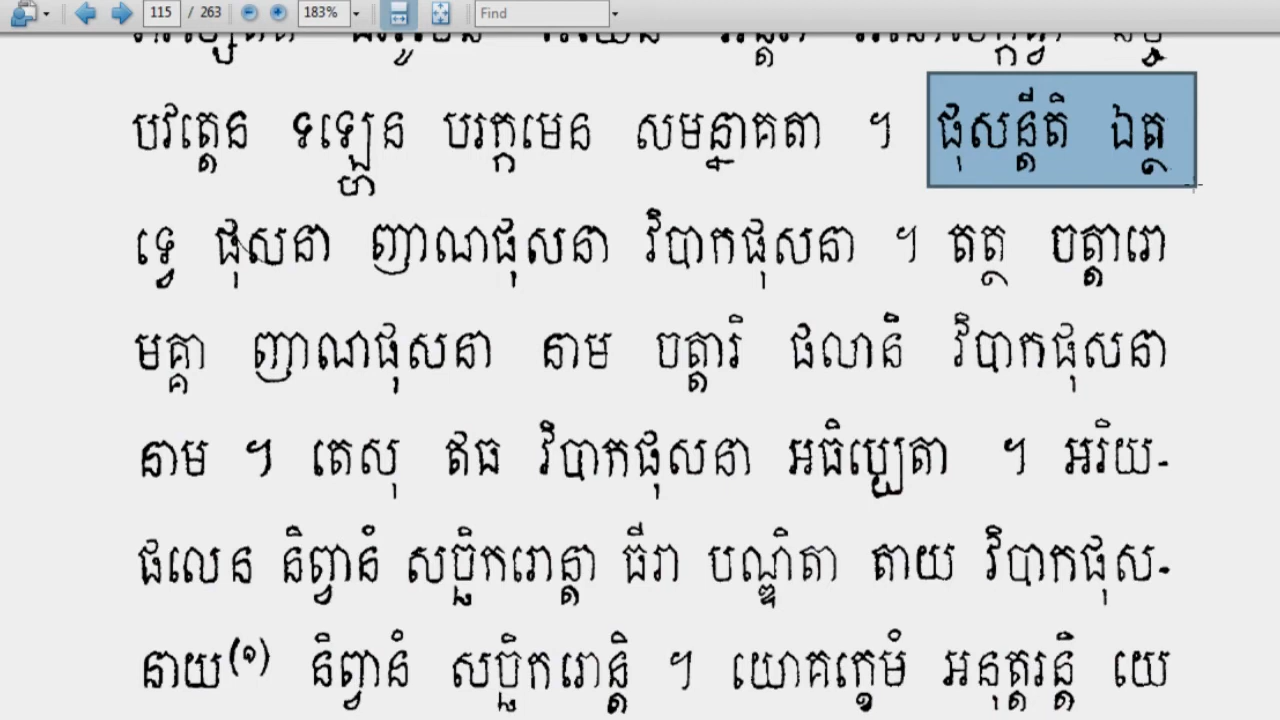 115 / 263 183% Find
បវត្តេន ទឡ្ហេន បរក្កមេន សមន្នាគតា ។ ផុសន្តីតិ ឯត្ថ
ទ្វេ ផុសនា ញាណផុសនា វិបាកផុសនា ។ តត្ថ ចត្តារោ
មគ្គា ញាណផុសនា នាម ចត្តារិ ផលានិ វិបាកផុសនា
នាម ។ តេសុ ឥធ វិបាកផុសនា អធិប្បេតា ។ អរិយ-
ផលេន និព្វានំ សច្ឆិករោន្តា ធីរា បណ្ឌិតា តាយ វិបាកផុស-
នាយ(១) និព្វានំ សច្ឆិករោន្តិ ។ យោគក្ខេមំ អនុត្តរន្តិ យេ